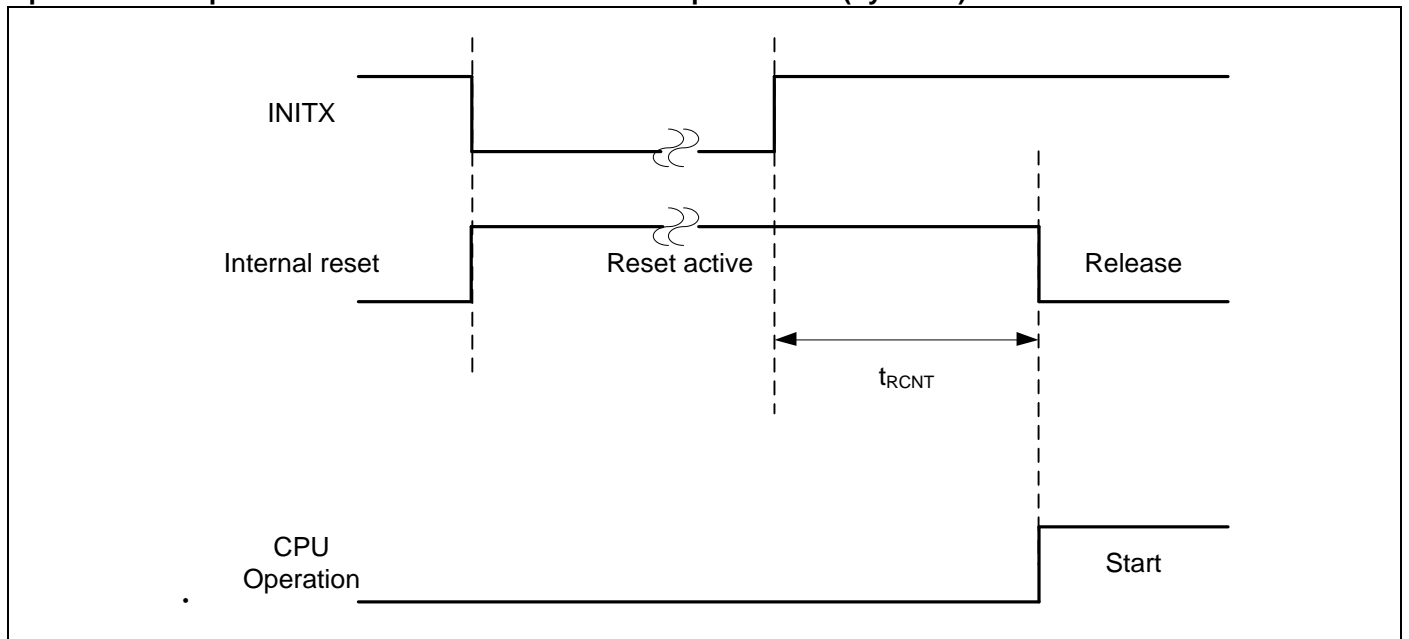 INITX
Internal reset
Reset active
Release
tRCNT
CPU
Operation
Start
.